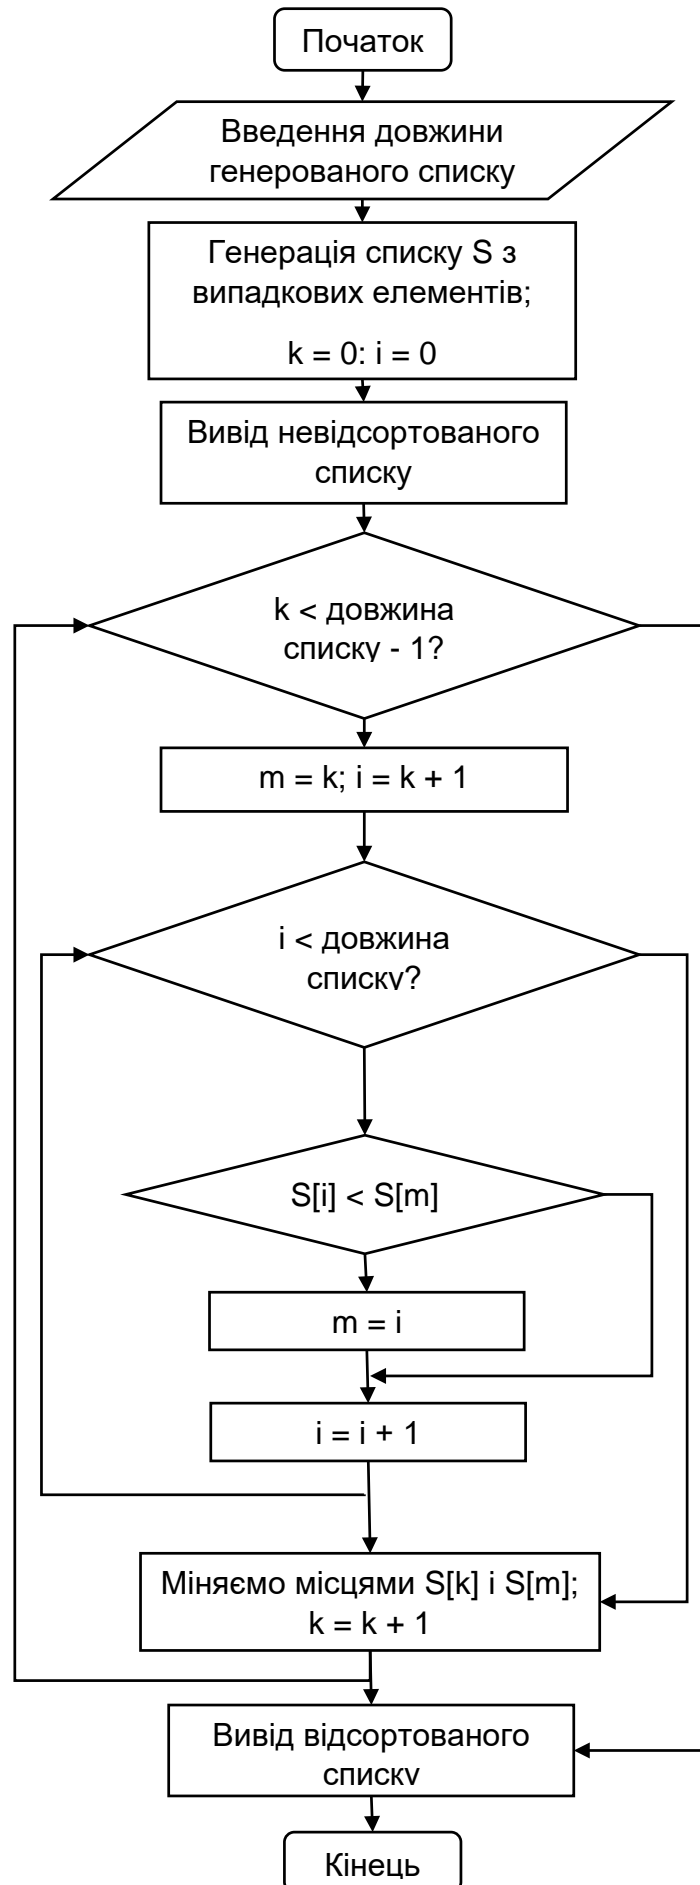 Початок
Введення довжини
генерованого списку
Генерація списку S з
випадкових елементів;
k = 0: i = 0
Вивід невідсортованого
списку
k < довжина
списку - 1?
m = k; i = k + 1
i < довжина
списку?
S[i] < S[m]
m = i
i = i + 1
Міняємо місцями S[k] і S[m];
k = k + 1
Вивід відсортованого
списку
Кінець